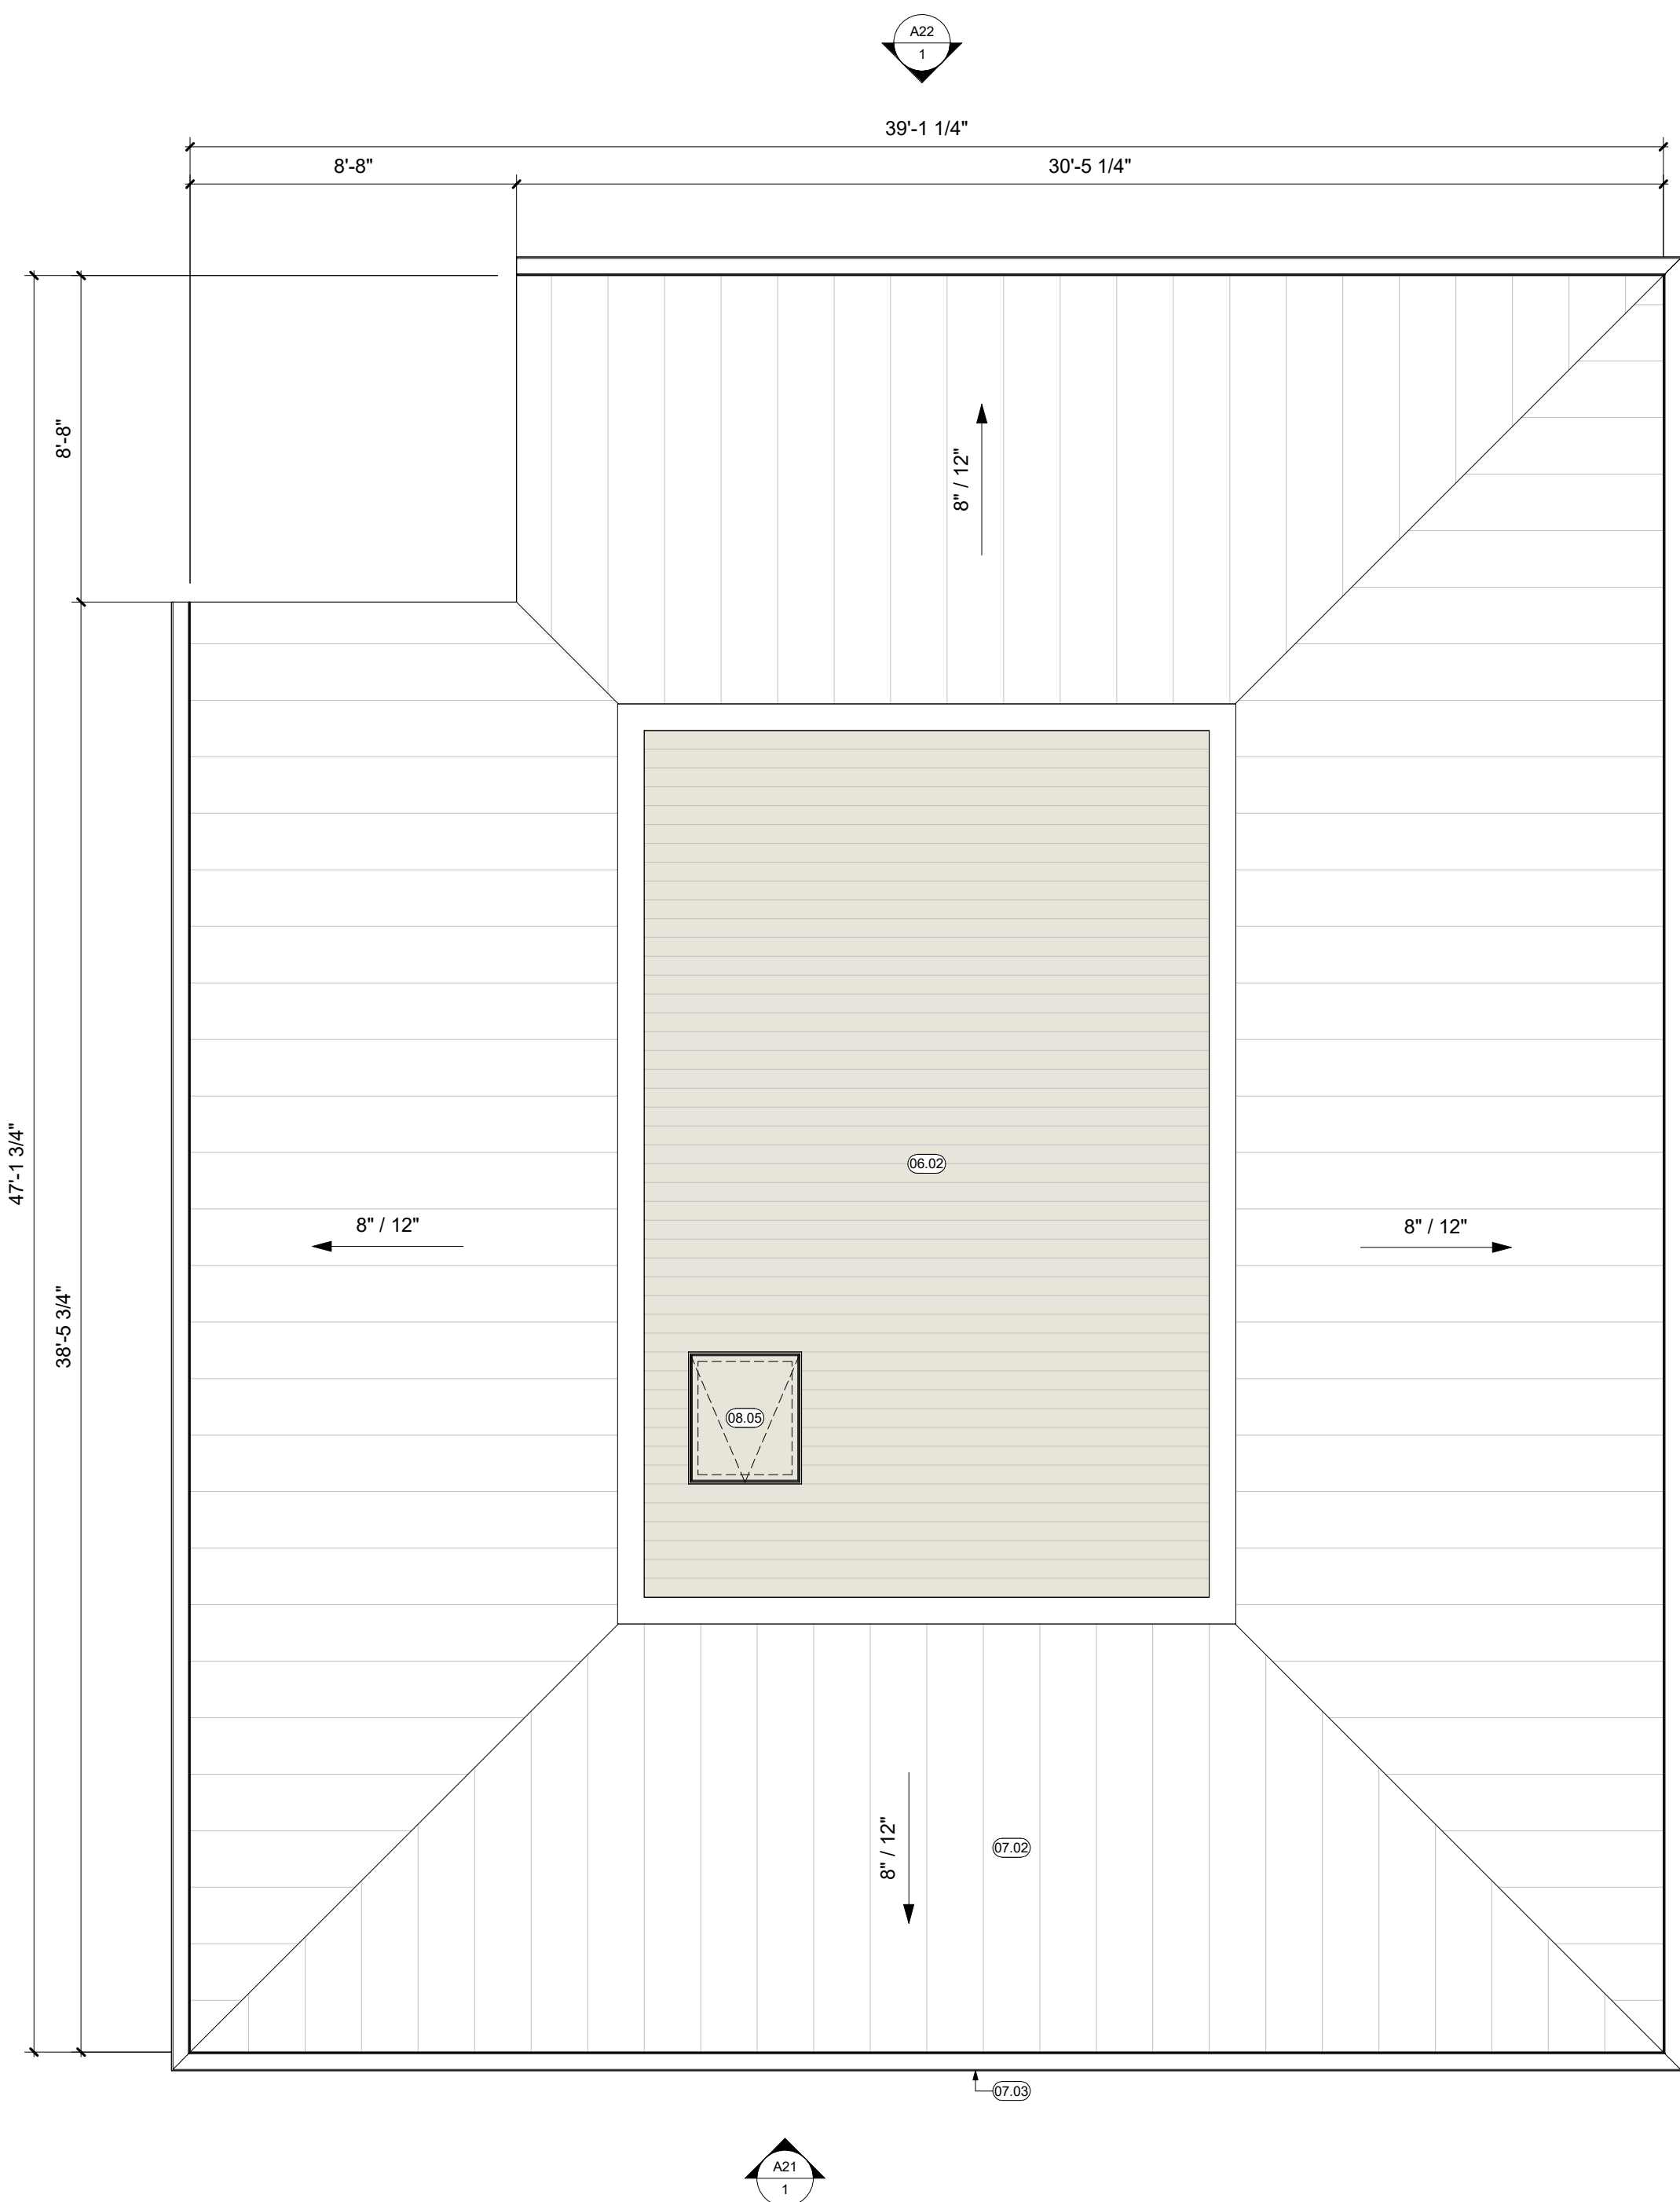 A22
1
39'-1 1/4"
8'-8"
30'-5 1/4"
8'-8"
8" / 12"
47'-1 3/4"
06.02
8" / 12"
8" / 12"
38'-5 3/4"
08.05
8" / 12"
07.02
07.03
A21
1